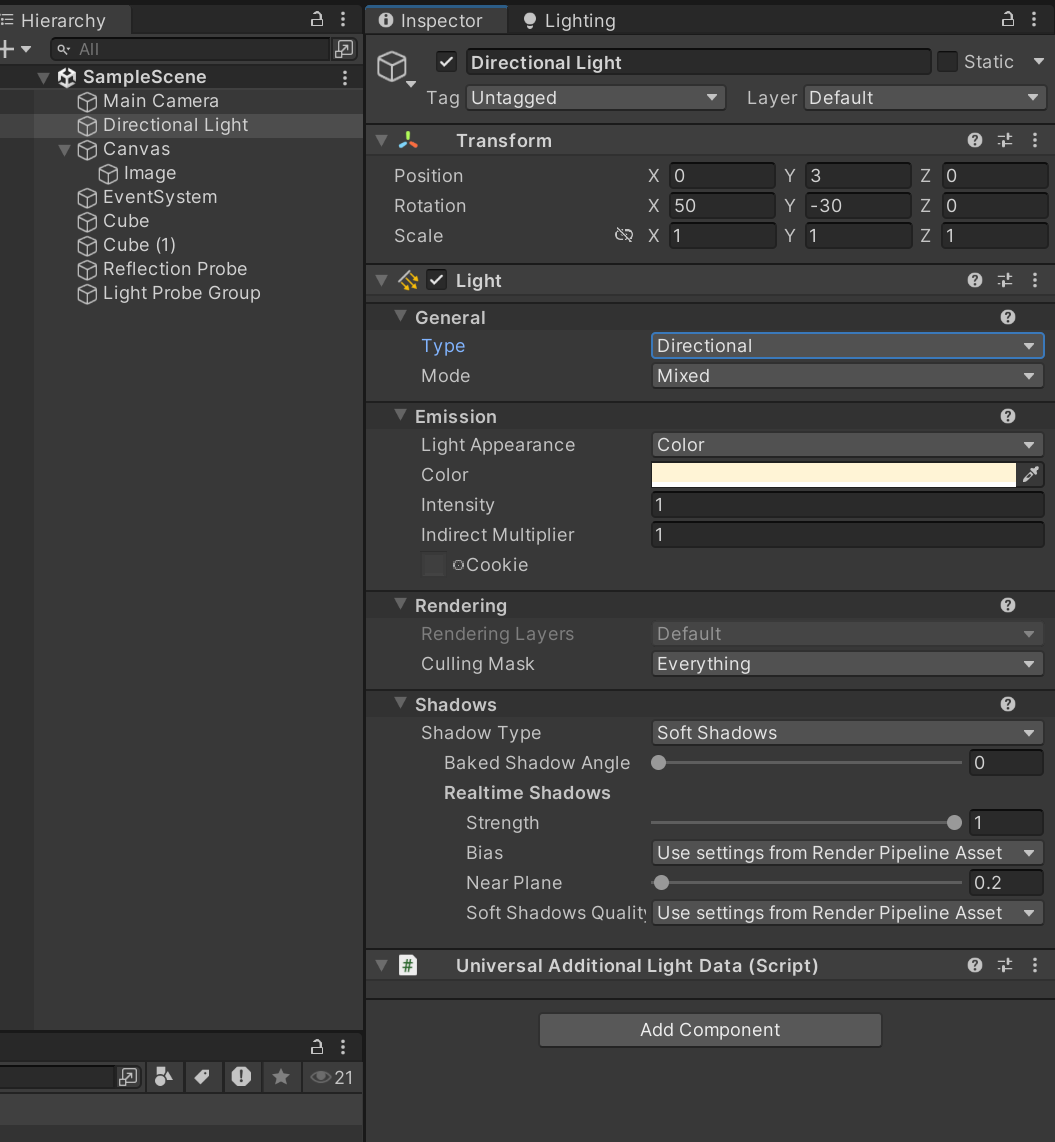 Hierarchy
All
SampleScene
Main Camera
Directional Light
Canvas
Image
EventSystem
Cube
Cube (1)
Reflection Probe
Light Probe Group
21
Inspector
Lighting
Directional Light
Static
Tag Untagged Layer Default
Transform
Position X 0 Y 3 Z 0
Rotation X 50 Y -30 Z 0
Scale X 1 Y 1 Z 1
Light
General
Type Directional
Mode Mixed
Emission
Light Appearance Color
Color
Intensity 1
Indirect Multiplier 1
Cookie
Rendering
Rendering Layers Default
Culling Mask Everything
Shadows
Shadow Type Soft Shadows
Baked Shadow Angle 0
Realtime Shadows
Strength 1
Bias Use settings from Render Pipeline Asset
Near Plane 0.2
Soft Shadows Quality Use settings from Render Pipeline Asset
# Universal Additional Light Data (Script)
Add Component